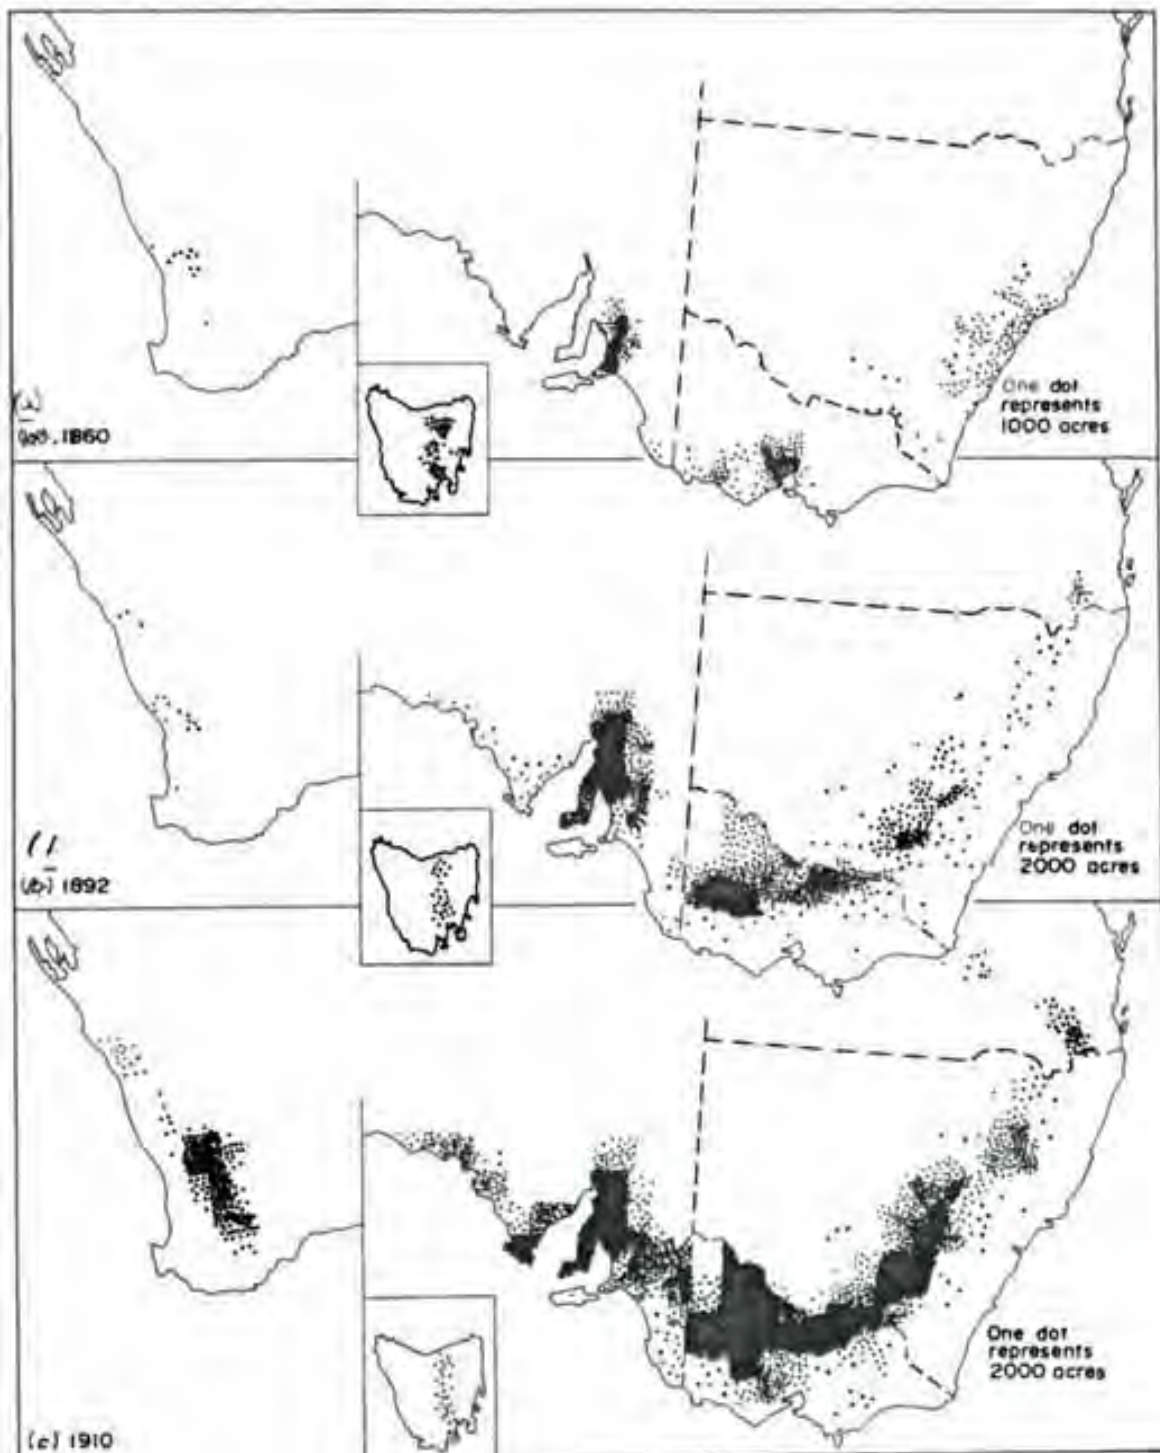 1860
One dot
represents
1000 acres
(b) 1892
One dot
represents
2000 acres
(c) 1910
One dot
represents
2000 acres